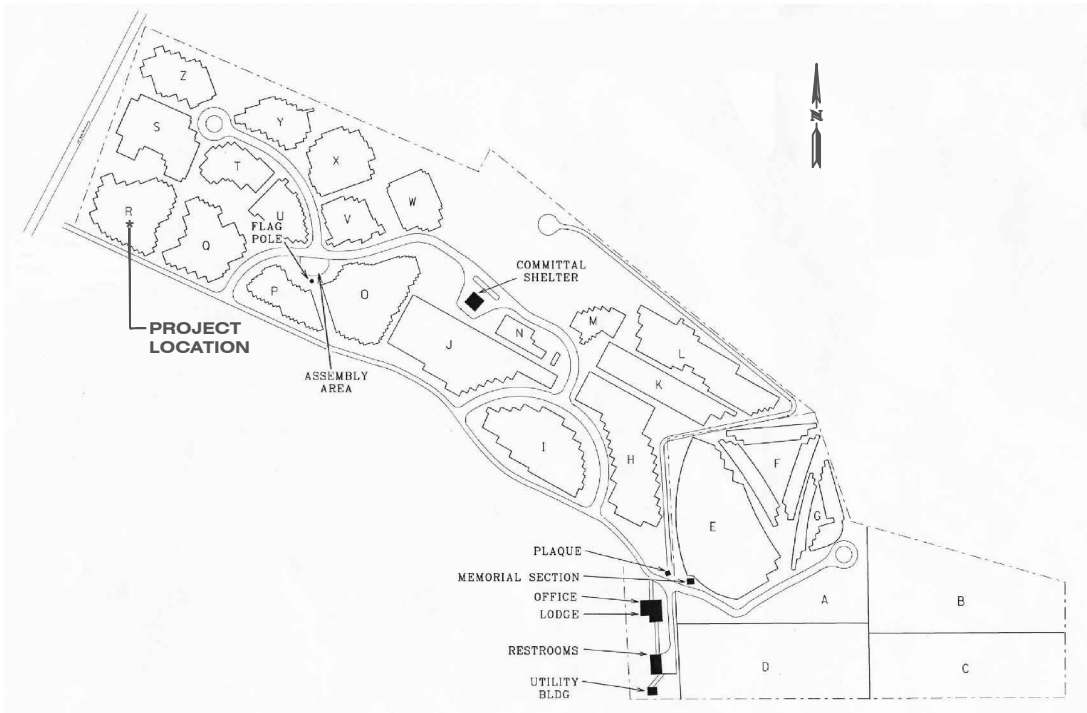 Z
Y
S
X
T
W
R
U
V
FLAG
POLE
Q
COMMITTAL
SHELTER
P
O
M
N
PROJECT
LOCATION
J
L
ASSEMBLY
AREA
K
I
H
F
G
E
PLAQUE
MEMORIAL SECTION
OFFICE
LODGE
A
B
RESTROOMS
D
C
UTILITY
BLDG
N